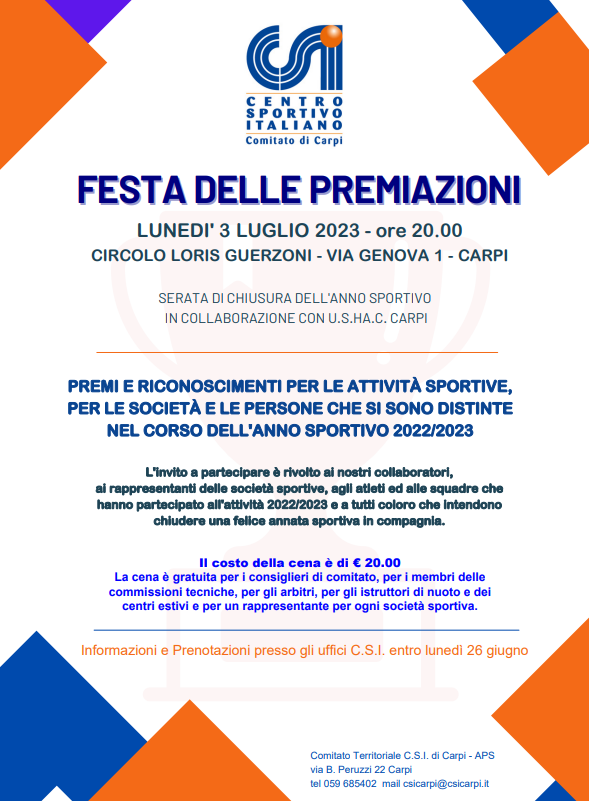 CENTRO
SPORTIVO
ITALIANO
Comitato di Carpi
FESTA DELLE PREMIAZIONI
LUNEDI' 3 LUGLIO 2023 - ore 20.00
CIRCOLO LORIS GUERZONI - VIA GENOVA 1 - CARPI
SERATA DI CHIUSURA DELL'ANNO SPORTIVO
IN COLLABORAZIONE CON U.S.HA.C. CARPI
PREMI E RICONOSCIMENTI PER LE ATTIVITÀ SPORTIVE,
PER LE SOCIETÀ E LE PERSONE CHE SI SONO DISTINTE
NEL CORSO DELL'ANNO SPORTIVO 2022/2023
L'invito a partecipare è rivolto ai nostri collaboratori,
ai rappresentanti delle società sportive, agli atleti ed alle squadre che
hanno partecipato all'attività 2022/2023 e a tutti coloro che intendono
chiudere una felice annata sportiva in compagnia.
Il costo della cena è di € 20.00
La cena è gratuita per i consiglieri di comitato, per i membri delle
commissioni tecniche, per gli arbitri, per gli istruttori di nuoto e dei
centri estivi e per un rappresentante per ogni società sportiva.
Informazioni e Prenotazioni presso gli uffici C.S.I. entro lunedì 26 giugno
Comitato Territoriale C.S.I. di Carpi - APS
via B. Peruzzi 22 Carpi
tel 059 685402 mail csicarpi@csicarpi.it